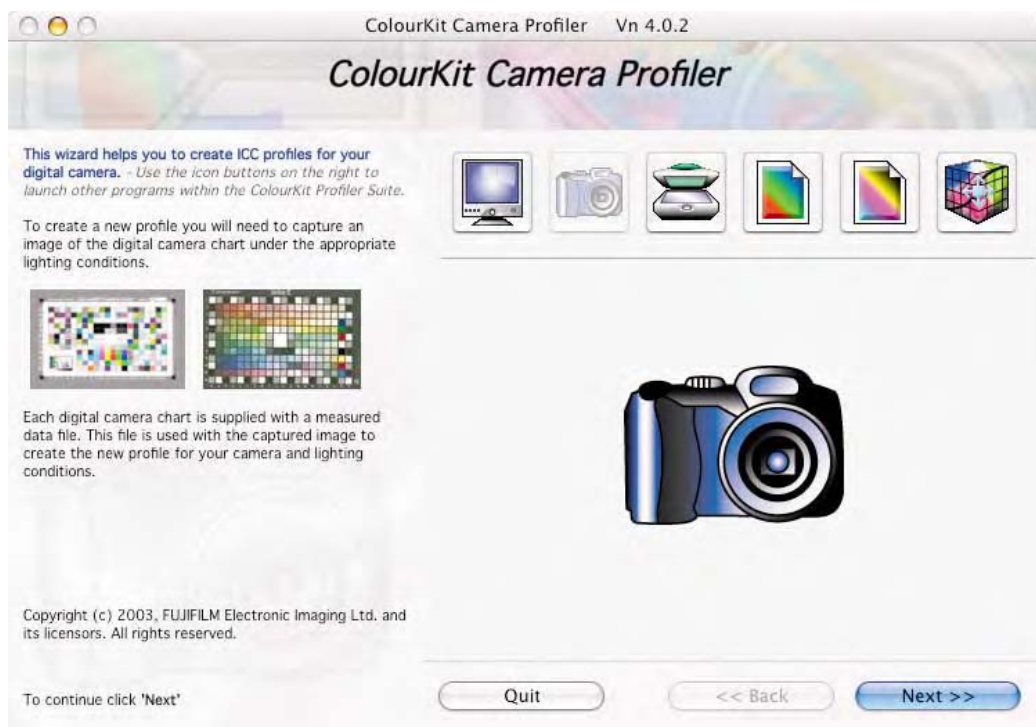 ColourKit Camera Profiler Vn 4.0.2
ColourKit Camera Profiler
This wizard helps you to create ICC profiles for your
digital camera. - Use the icon buttons on the right to
launch other programs within the ColourKit Profiler Suite.
To create a new profile you will need to capture an
image of the digital camera chart under the appropriate
lighting conditions.
Each digital camera chart is supplied with a measured
data file. This file is used with the captured image to
create the new profile for your camera and lighting
conditions.
Copyright (c) 2003, FUJIFILM Electronic Imaging Ltd. and
its licensors. All rights reserved.
To continue click 'Next'
Quit
<< Back
Next >>